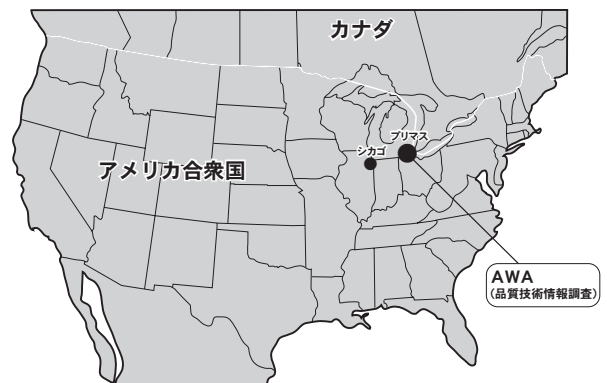 カナダ
プリマス
シカゴ
アメリカ合衆国
AWA
(品質技術情報調査)